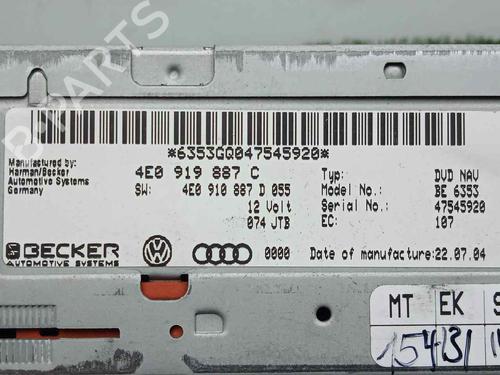 B-PARTS
*6353GQ047545920*
Manufactured by:
Harman/Becker
Automotive Systems
Germany
4E0 919 887 C
SW: 4E0 910 887 D 055
12 Volt
074 JTB
Typ: DVD NAV
Model No.: BE 6353
Serial No.: 47545920
EC: 107
BECKER
AUTOMOTIVE SYSTEMS
0000
Date of manufacture: 22.07.04
MT EK S
154131